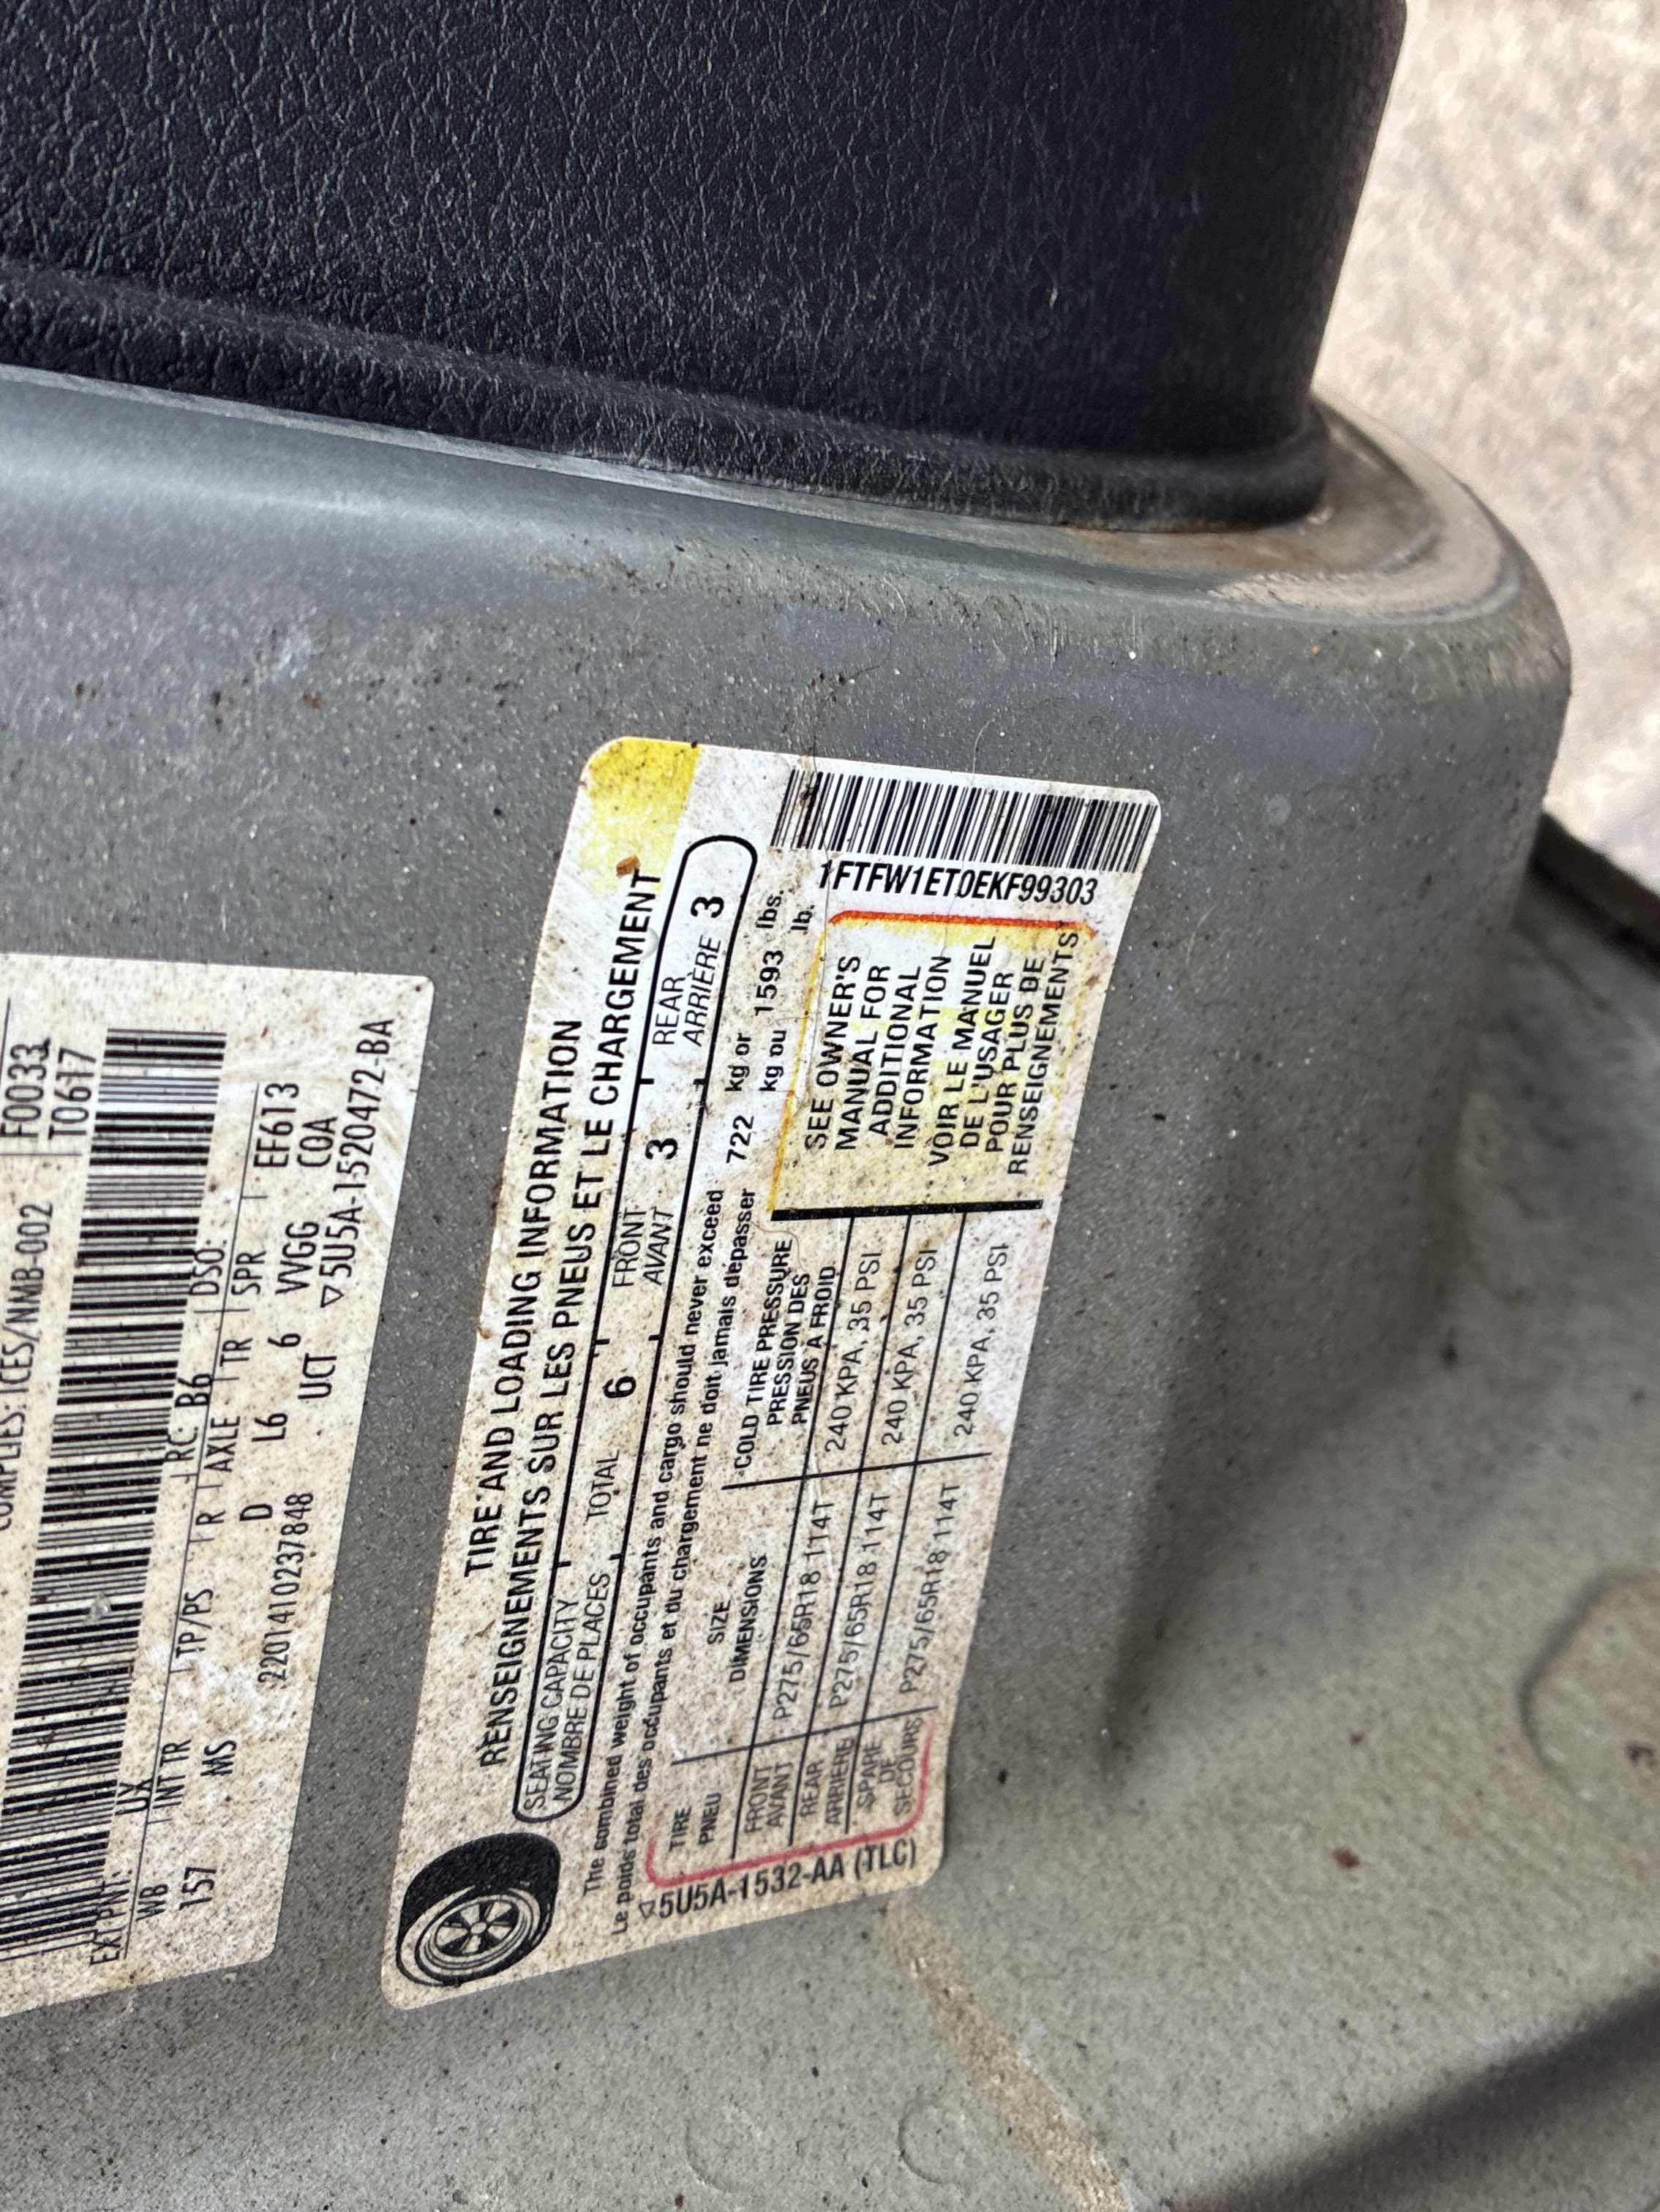 COMPLIES: ICES/NMB-002
F0033
T0617
EXT PNT: UX
RC: B6
DSO:
WB
INT TR
TP/PS
R
AXLE
TR
SPR
EF613
157
MS
D
L6
6
VVGG
COA
220141023​7848
UCT
▽5U5A-1520472-BA
TIRE AND LOADING INFORMATION
RENSEIGNEMENTS SUR LES PNEUS ET LE CHARGEMENT
SEATING CAPACITY
NOMBRE DE PLACES
TOTAL 6
FRONT
AVANT 3
REAR
ARRIÈRE 3
The combined weight of occupants and cargo should never exceed 722 kg or 1593 lbs.
Le poids total des occupants et du chargement ne doit jamais dépasser kg ou lb.
1FTFW1ET0EKF99303
TIRE
PNEU
SIZE
DIMENSIONS
COLD TIRE PRESSURE
PRESSION DES
PNEUS A FROID
FRONT
AVANT
P275/65R18 114T
240 KPA, 35 PSI
REAR
ARRIERE
P275/65R18 114T
240 KPA, 35 PSI
SPARE
DE
SECOURS
P275/65R18 114T
240 KPA, 35 PSI
SEE OWNER'S
MANUAL FOR
ADDITIONAL
INFORMATION
VOIR LE MANUEL
DE L'USAGER
POUR PLUS DE
RENSEIGNEMENTS
▽5U5A-1532-AA (TLC)